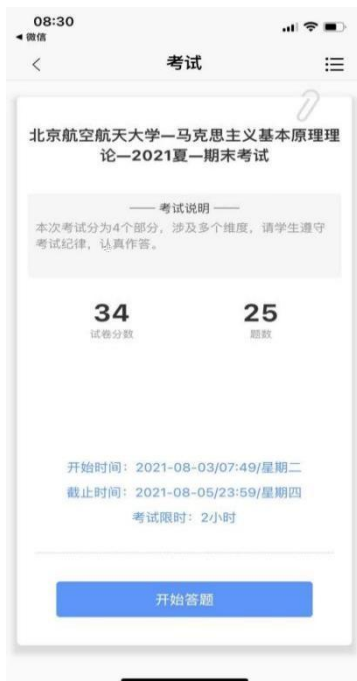 08:30
◀ 微信
考试
北京航空航天大学—马克思主义基本原理理
论—2021夏—期末考试
—— 考试说明 ——
本次考试分为4个部分，涉及多个维度，请学生遵守
考试纪律，认真作答。
34 25
试卷分数 题数
开始时间：2021-08-03/07:49/星期二
截止时间：2021-08-05/23:59/星期四
考试限时：2小时
开始答题